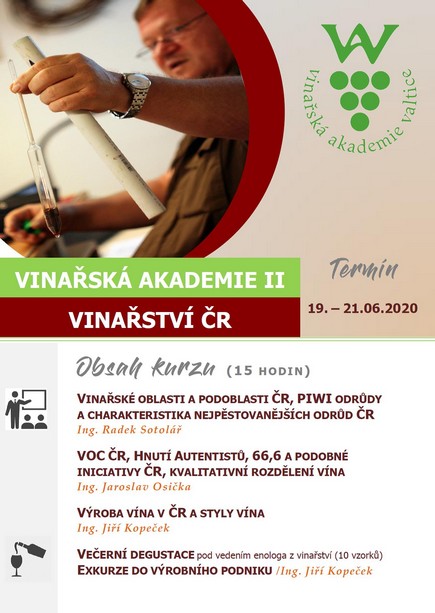 vinařská akademie valtice
VINAŘSKÁ AKADEMIE II
VINAŘSTVÍ ČR
Termín
19. – 21.06.2020
Obsah kurzu (15 HODIN)
VINAŘSKÉ OBLASTI A PODOBLASTI ČR, PIWI ODRŮDY
A CHARAKTERISTIKA NEJPĚSTOVANĚJŠÍCH ODRŮD ČR
Ing. Radek Sotolář
VOC ČR, HNUTÍ AUTENTISTŮ, 66,6 A PODOBNÉ
INICIATIVY ČR, KVALITATIVNÍ ROZDĚLENÍ VÍNA
Ing. Jaroslav Osička
VÝROBA VÍNA V ČR A STYLY VÍNA
Ing. Jiří Kopeček
VEČERNÍ DEGUSTACE pod vedením enologa z vinařství (10 vzorků)
EXKURZE DO VÝROBNÍHO PODNIKU /Ing. Jiří Kopeček